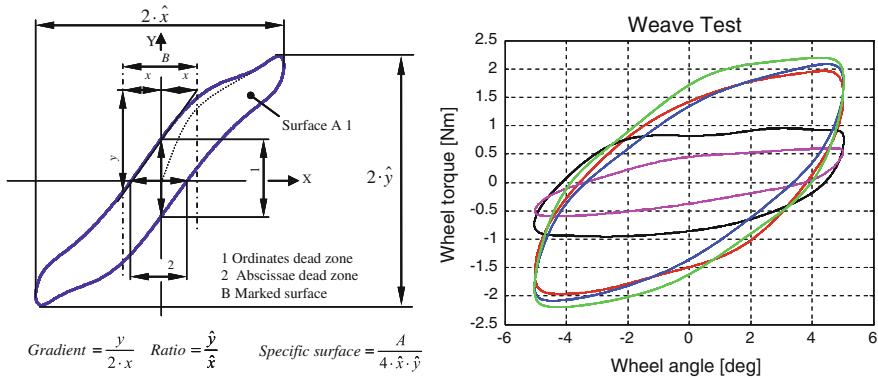 2 · x̂
Y
B
x x
y
Surface A 1
1
X
2 · ŷ
2
1 Ordinates dead zone
2 Abscissae dead zone
B Marked surface
Gradient = y / 2 · x Ratio = ŷ / x̂ Specific surface = A / 4 · x̂ · ŷ
Weave Test
Wheel torque [Nm]
2.5
2
1.5
1
0.5
0
-0.5
-1
-1.5
-2
-2.5
-6 -4 -2 0 2 4 6
Wheel angle [deg]